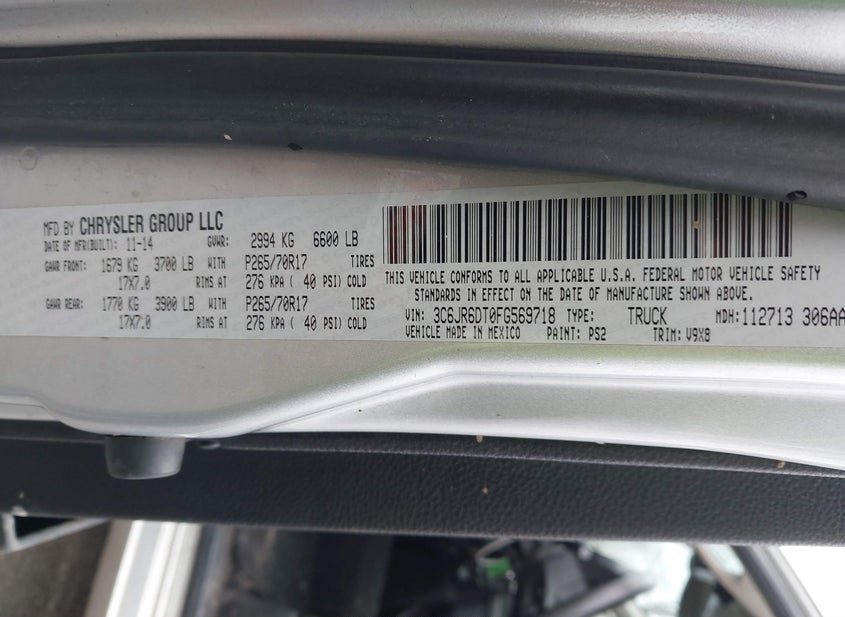 MFD BY CHRYSLER GROUP LLC
DATE OF MFR(BUILT): 11-14 GVWR: 2994 KG 6600 LB
GAWR FRONT: 1679 KG 3700 LB WITH P265/70R17 TIRES
17X7.0 RIMS AT 276 KPA ( 40 PSI) COLD
GAWR REAR: 1770 KG 3900 LB WITH P265/70R17 TIRES
17X7.0 RIMS AT 276 KPA ( 40 PSI) COLD
THIS VEHICLE CONFORMS TO ALL APPLICABLE U.S.A. FEDERAL MOTOR VEHICLE SAFETY
STANDARDS IN EFFECT ON THE DATE OF MANUFACTURE SHOWN ABOVE.
VIN: 3C6JR6DT0FG569718 TYPE: TRUCK MDH:112713 306AA
VEHICLE MADE IN MEXICO PAINT: PS2 TRIM: V9X8